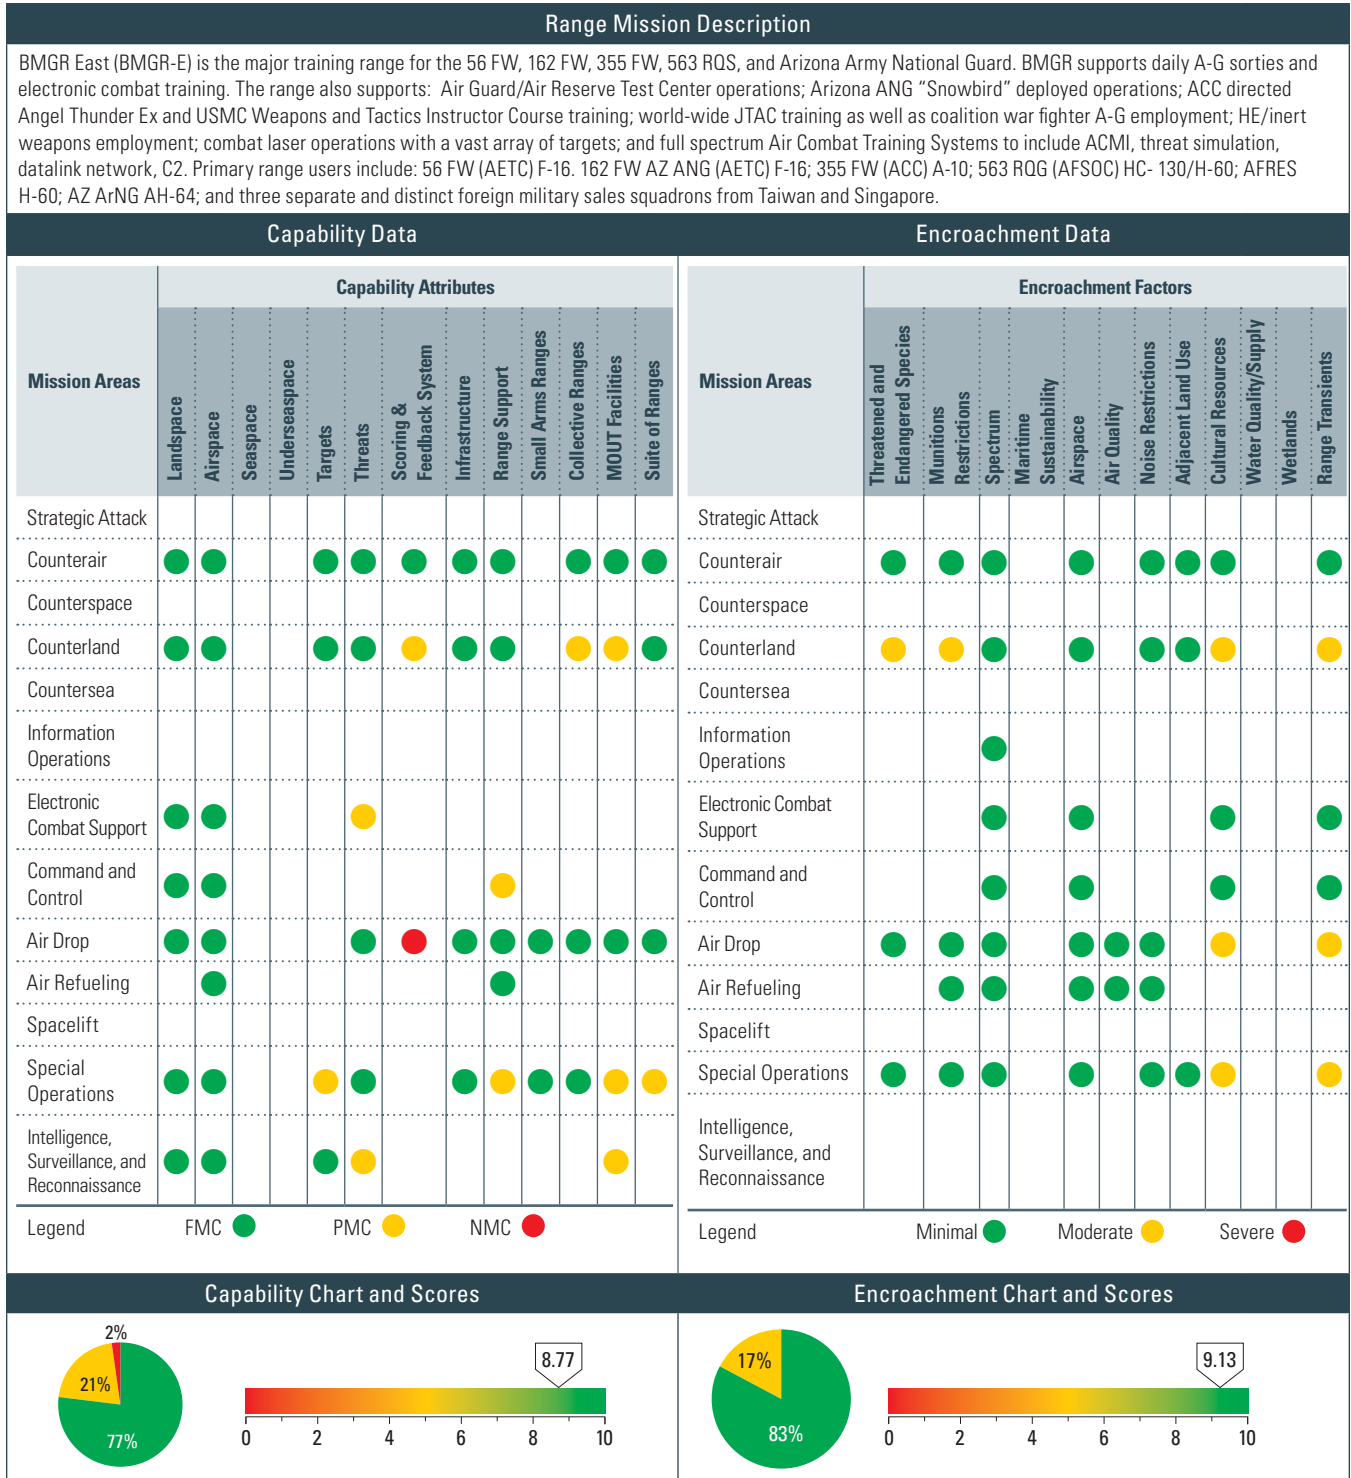 Range Mission Description
BMGR East (BMGR-E) is the major training range for the 56 FW, 162 FW, 355 FW, 563 RQS, and Arizona Army National Guard. BMGR supports daily A-G sorties and
electronic combat training. The range also supports: Air Guard/Air Reserve Test Center operations; Arizona ANG “Snowbird” deployed operations; ACC directed
Angel Thunder Ex and USMC Weapons and Tactics Instructor Course training; world-wide JTAC training as well as coalition war fighter A-G employment; HE/inert
weapons employment; combat laser operations with a vast array of targets; and full spectrum Air Combat Training Systems to include ACMI, threat simulation,
datalink network, C2. Primary range users include: 56 FW (AETC) F-16. 162 FW AZ ANG (AETC) F-16; 355 FW (ACC) A-10; 563 RQG (AFSOC) HC- 130/H-60; AFRES
H-60; AZ ArNG AH-64; and three separate and distinct foreign military sales squadrons from Taiwan and Singapore.
Capability Data
Mission Areas
Capability Attributes
Landspace
Airspace
Seaspace
Underseaspace
Targets
Threats
Scoring &
Feedback System
Infrastructure
Range Support
Small Arms Ranges
Collective Ranges
MOUT Facilities
Suite of Ranges
Strategic Attack
Counterair
Counterspace
Counterland
Countersea
Information
Operations
Electronic
Combat Support
Command and
Control
Air Drop
Air Refueling
Spacelift
Special
Operations
Intelligence,
Surveillance, and
Reconnaissance
Legend FMC PMC NMC
Encroachment Data
Mission Areas
Encroachment Factors
Threatened and
Endangered Species
Munitions
Restrictions
Spectrum
Maritime
Sustainability
Airspace
Air Quality
Noise Restrictions
Adjacent Land Use
Cultural Resources
Water Quality/Supply
Wetlands
Range Transients
Strategic Attack
Counterair
Counterspace
Counterland
Countersea
Information
Operations
Electronic Combat
Support
Command and
Control
Air Drop
Air Refueling
Spacelift
Special Operations
Intelligence,
Surveillance, and
Reconnaissance
Legend Minimal Moderate Severe
Capability Chart and Scores
2%
21%
77%
8.77
0 2 4 6 8 10
Encroachment Chart and Scores
17%
83%
9.13
0 2 4 6 8 10